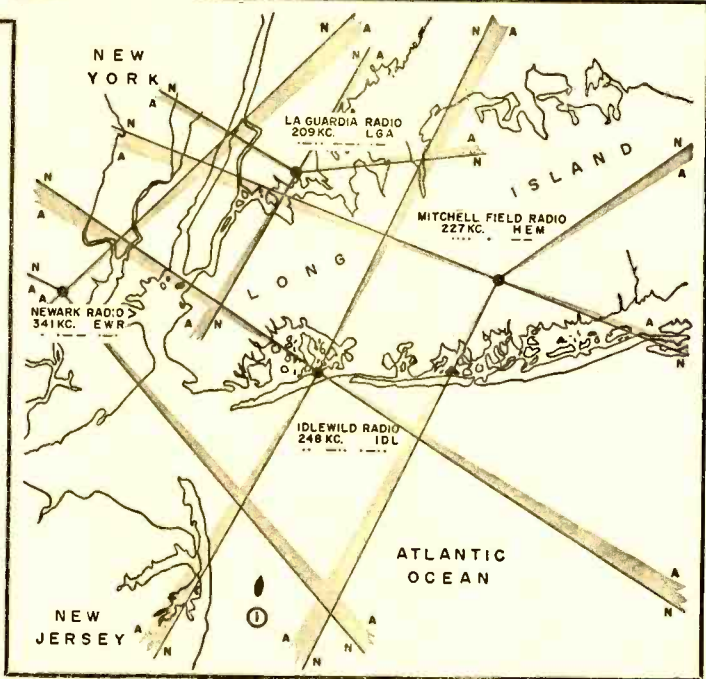 NEW
YORK
N
A
N
A
N
A
N
A
N
A
LA GUARDIA RADIO
209 KC. LGA
.-.. --. .-
A
N
ISLAND
N
A
MITCHELL FIELD RADIO
227 KC. HEM
.... . --
N
A
LONG
N
A
A
NEWARK RADIO
341 KC. EWR
. .-- .-.
A
N
A
N
IDLEWILD RADIO
248 KC. IDL
.. -.. .-..
ATLANTIC
OCEAN
A
N
1
NEW
JERSEY
A
N
A
N
A
N